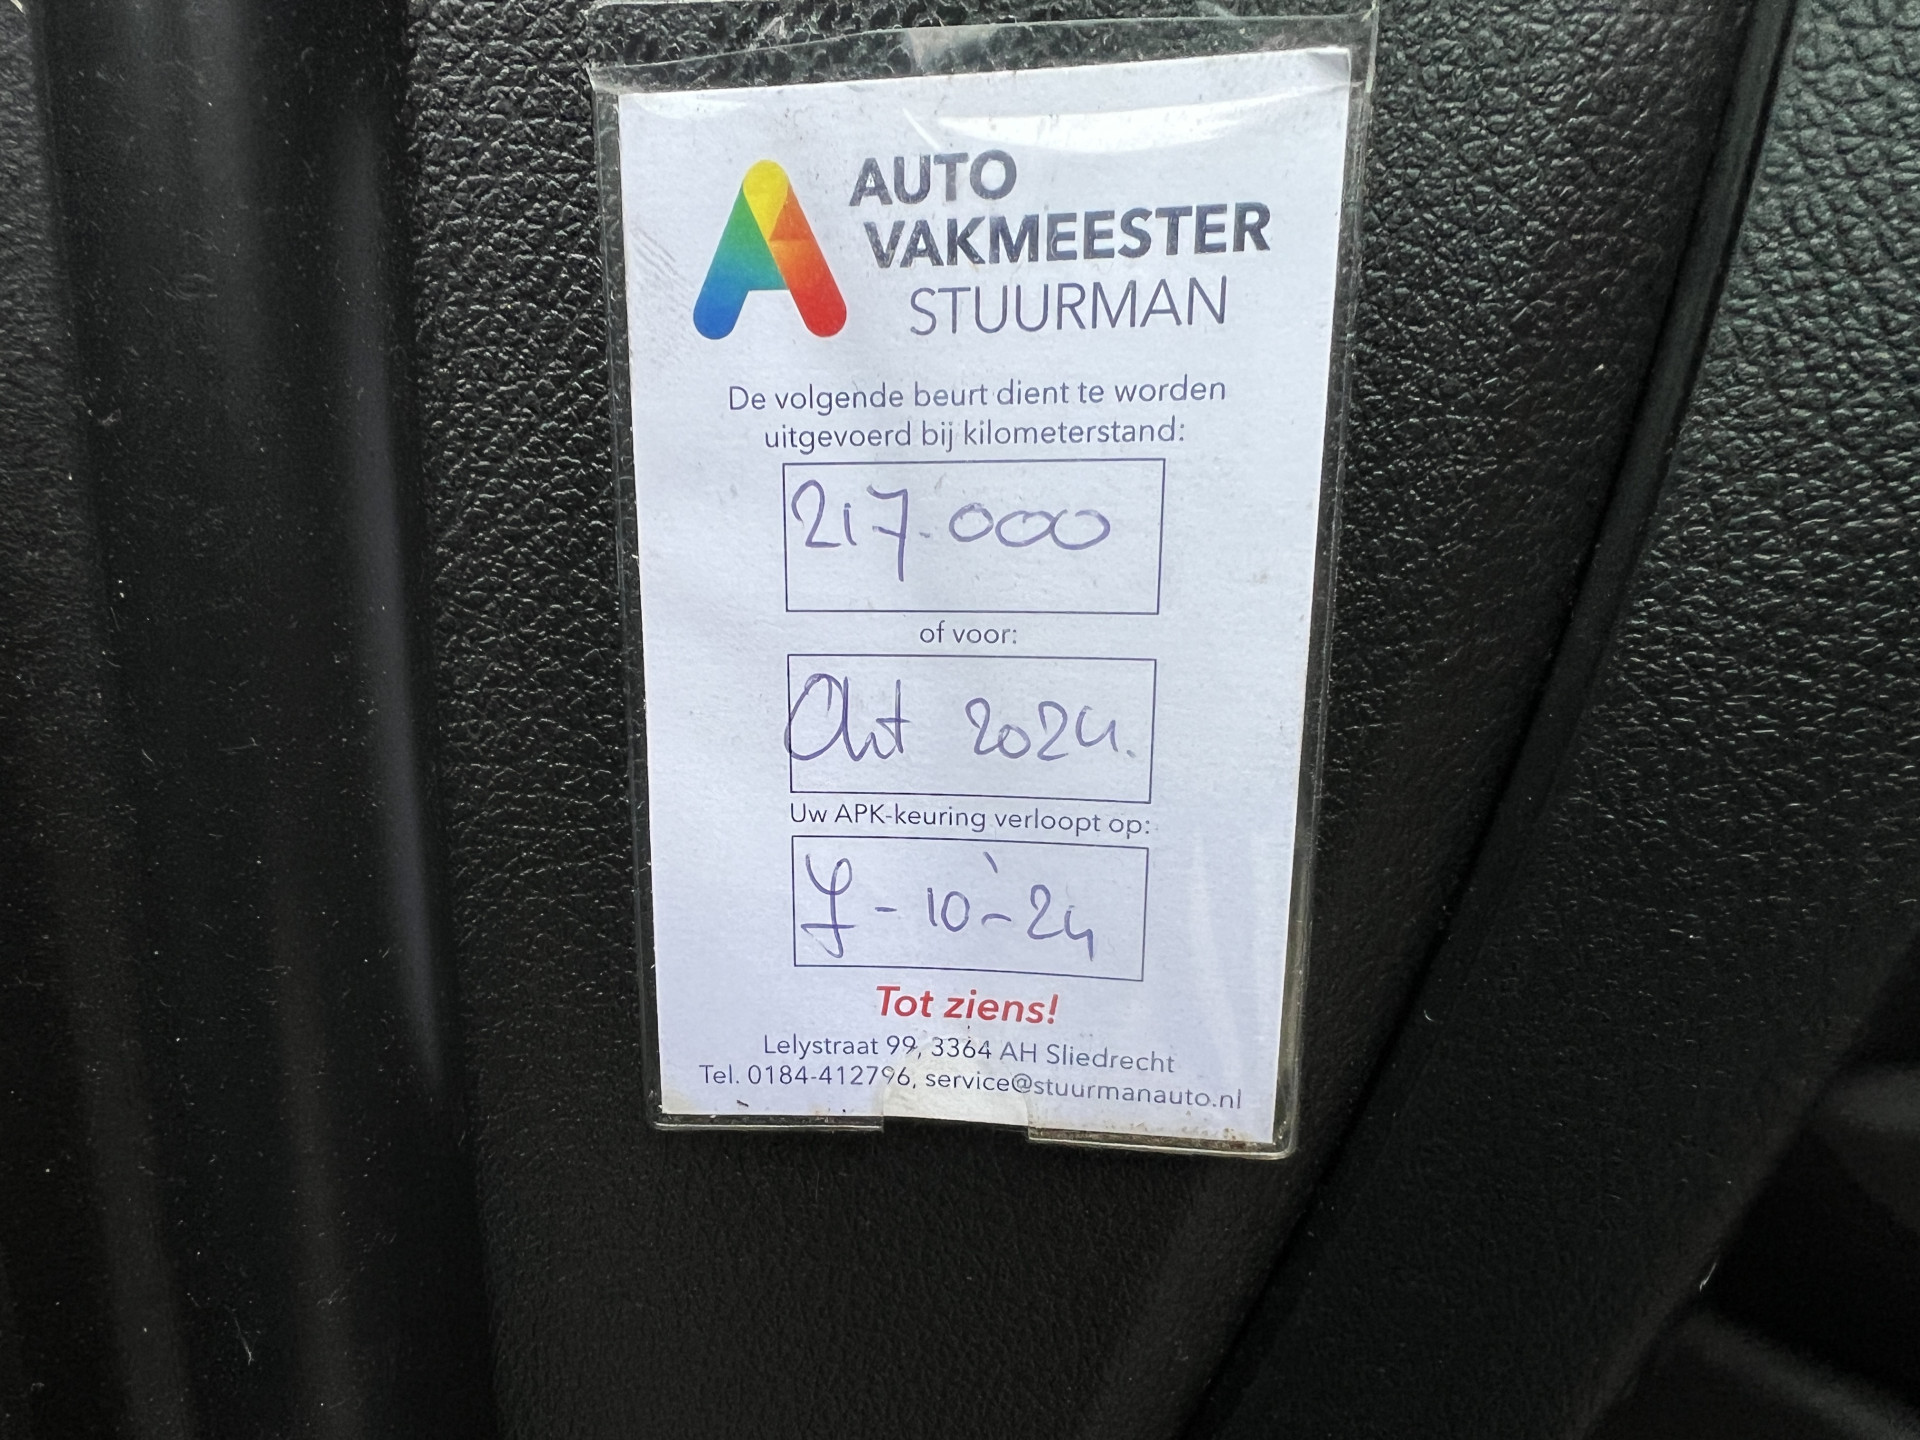 AUTO
VAKMEESTER
STUURMAN
De volgende beurt dient te worden
uitgevoerd bij kilometerstand:
217.000
of voor:
Okt 2024.
Uw APK-keuring verloopt op:
-10-24
Tot ziens!
Lelystraat 99, 3364 AH Sliedrecht
Tel. 0184-412796, service@stuurmanauto.nl